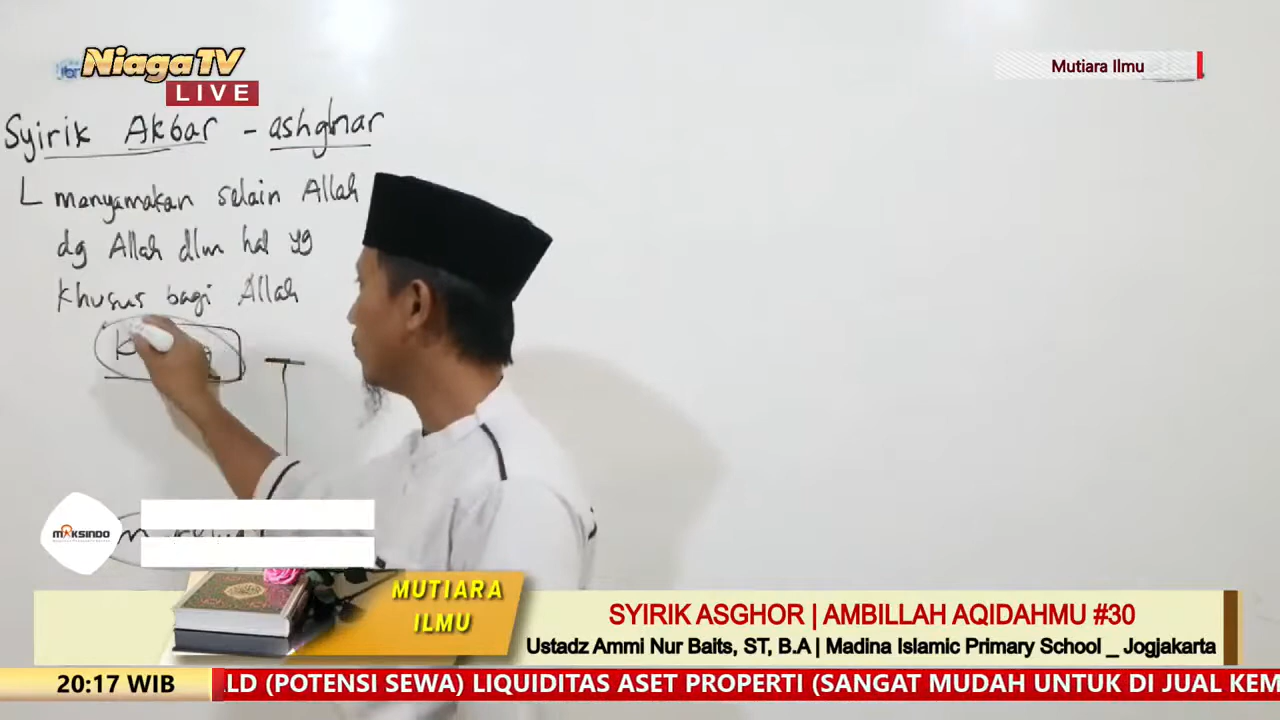 NiagaTV
LIVE
Mutiara Ilmu
Syirik Akbar - ashghar
menyamakan selain Allah
dg Allah dlm hal yg
khusus bagi Allah
MAKSINDO
MUTIARA
ILMU
SYIRIK ASGHOR | AMBILLAH AQIDAHMU #30
Ustadz Ammi Nur Baits, ST, B.A | Madina Islamic Primary School _ Jogjakarta
20:17 WIB
LD (POTENSI SEWA) LIQUIDITAS ASET PROPERTI (SANGAT MUDAH UNTUK DI JUAL KEM